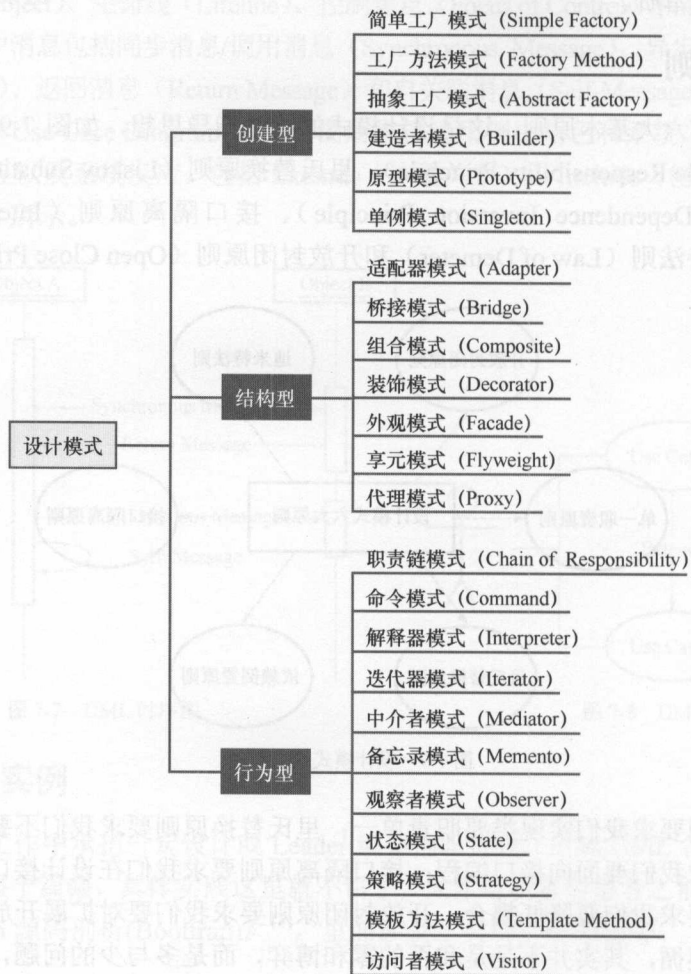 设计模式
创建型
简单工厂模式 (Simple Factory)
工厂方法模式 (Factory Method)
抽象工厂模式 (Abstract Factory)
建造者模式 (Builder)
原型模式 (Prototype)
单例模式 (Singleton)
结构型
适配器模式 (Adapter)
桥接模式 (Bridge)
组合模式 (Composite)
装饰模式 (Decorator)
外观模式 (Facade)
享元模式 (Flyweight)
代理模式 (Proxy)
行为型
职责链模式 (Chain of Responsibility)
命令模式 (Command)
解释器模式 (Interpreter)
迭代器模式 (Iterator)
中介者模式 (Mediator)
备忘录模式 (Memento)
观察者模式 (Observer)
状态模式 (State)
策略模式 (Strategy)
模板方法模式 (Template Method)
访问者模式 (Visitor)